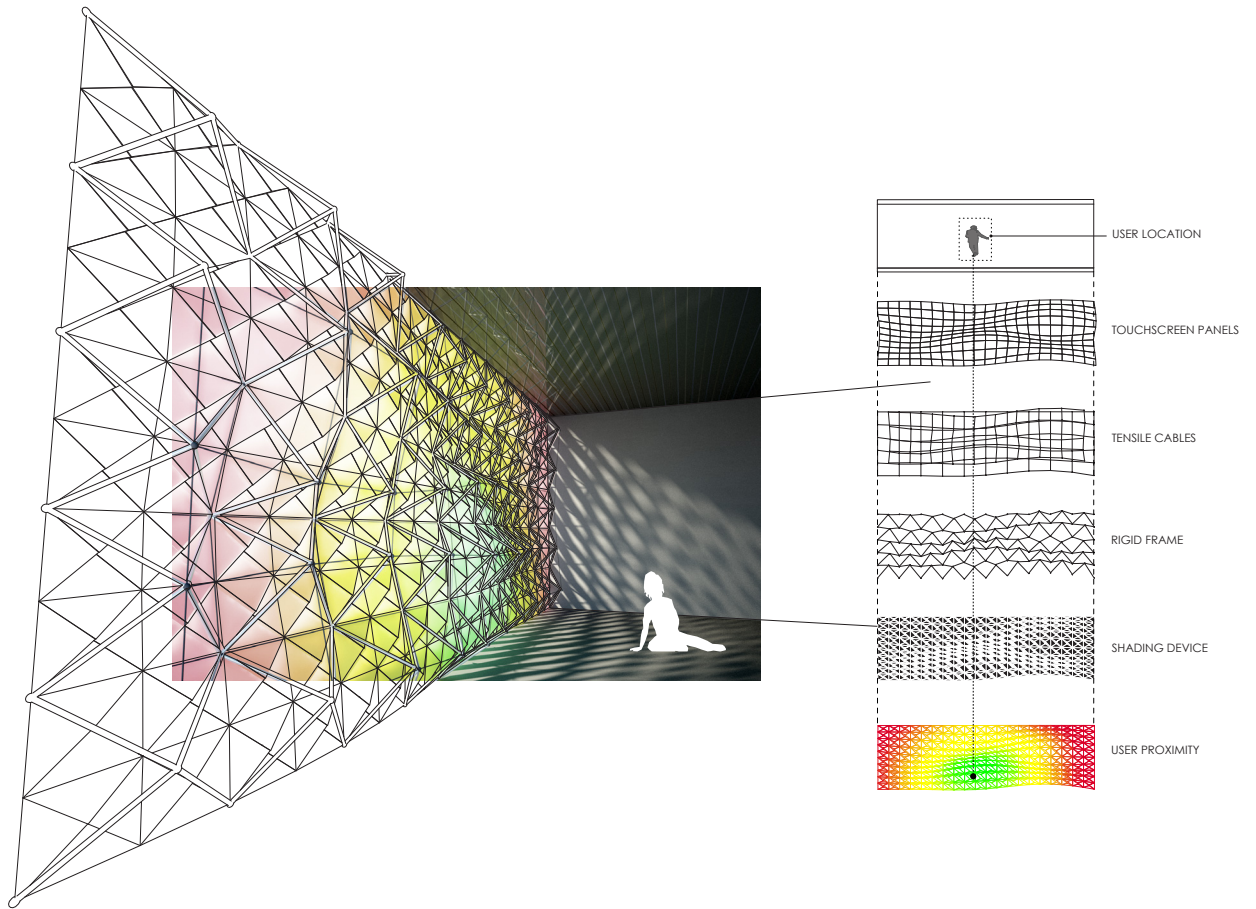 USER LOCATION
TOUCHSCREEN PANELS
TENSILE CABLES
RIGID FRAME
SHADING DEVICE
USER PROXIMITY